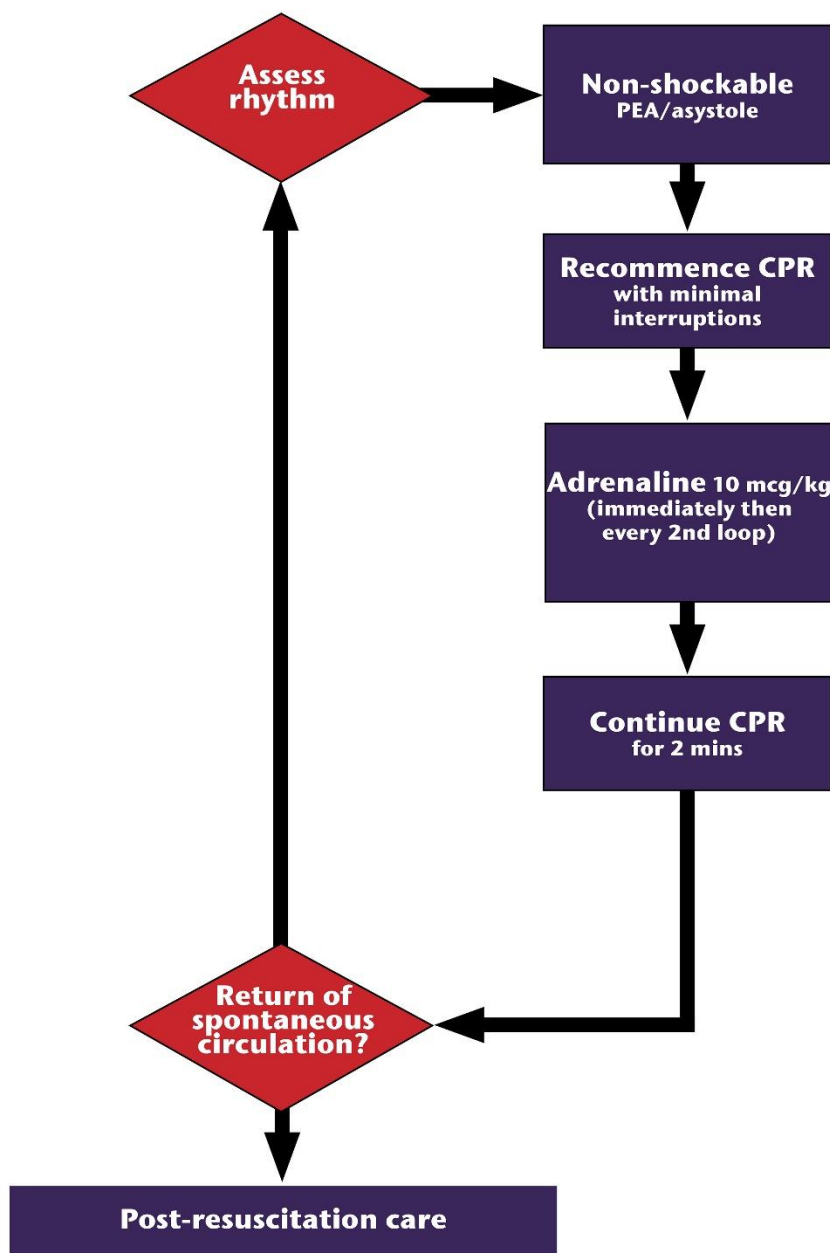 Assess
rhythm
Non-shockable
PEA/asystole
Recommence CPR
with minimal
interruptions
Adrenaline 10 mcg/kg
(immediately then
every 2nd loop)
Continue CPR
for 2 mins
Return of
spontaneous
circulation?
Post-resuscitation care